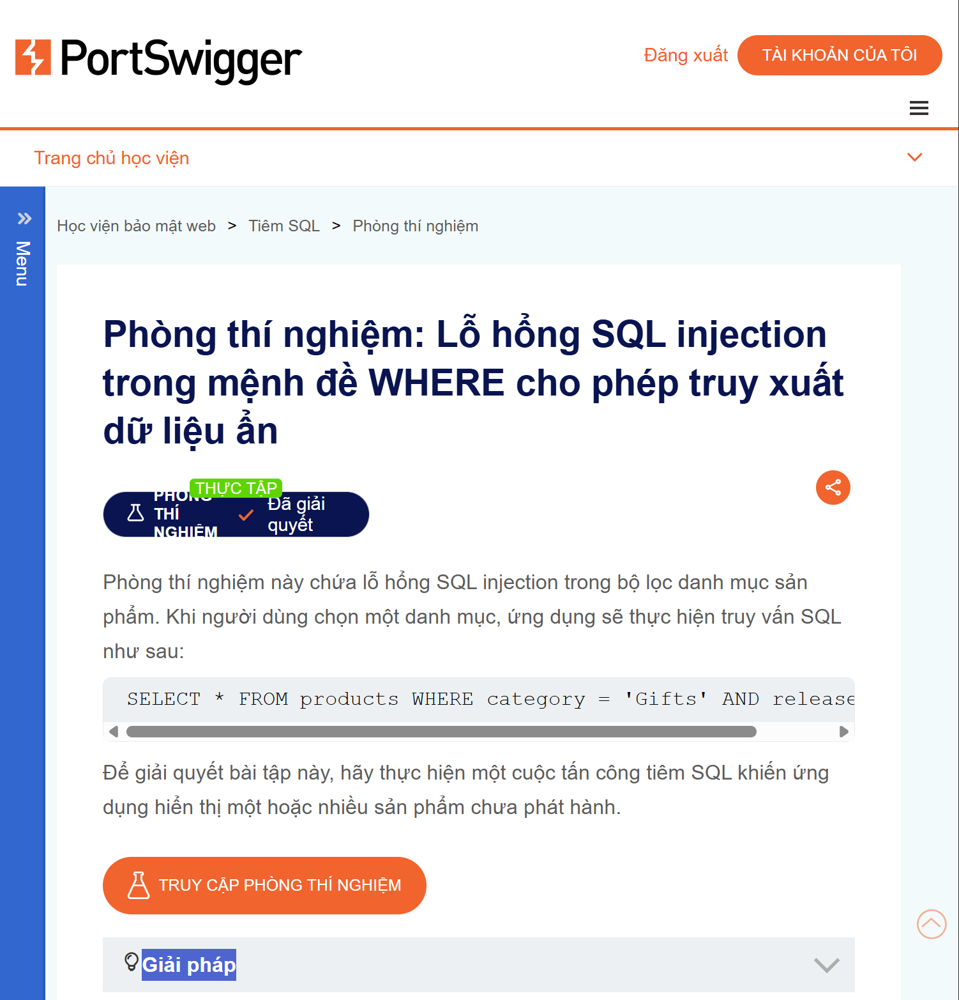 PortSwigger
Đăng xuất
TÀI KHOẢN CỦA TÔI
Trang chủ học viện
Menu
Học viện bảo mật web > Tiêm SQL > Phòng thí nghiệm
Phòng thí nghiệm: Lỗ hổng SQL injection
trong mệnh đề WHERE cho phép truy xuất
dữ liệu ẩn
THỰC TẬP
PHÒNG
THÍ
NGHIỆM
Đã giải
quyết
Phòng thí nghiệm này chứa lỗ hổng SQL injection trong bộ lọc danh mục sản
phẩm. Khi người dùng chọn một danh mục, ứng dụng sẽ thực hiện truy vấn SQL
như sau:
SELECT * FROM products WHERE category = 'Gifts' AND release
Để giải quyết bài tập này, hãy thực hiện một cuộc tấn công tiêm SQL khiến ứng
dụng hiển thị một hoặc nhiều sản phẩm chưa phát hành.
TRUY CẬP PHÒNG THÍ NGHIỆM
Giải pháp